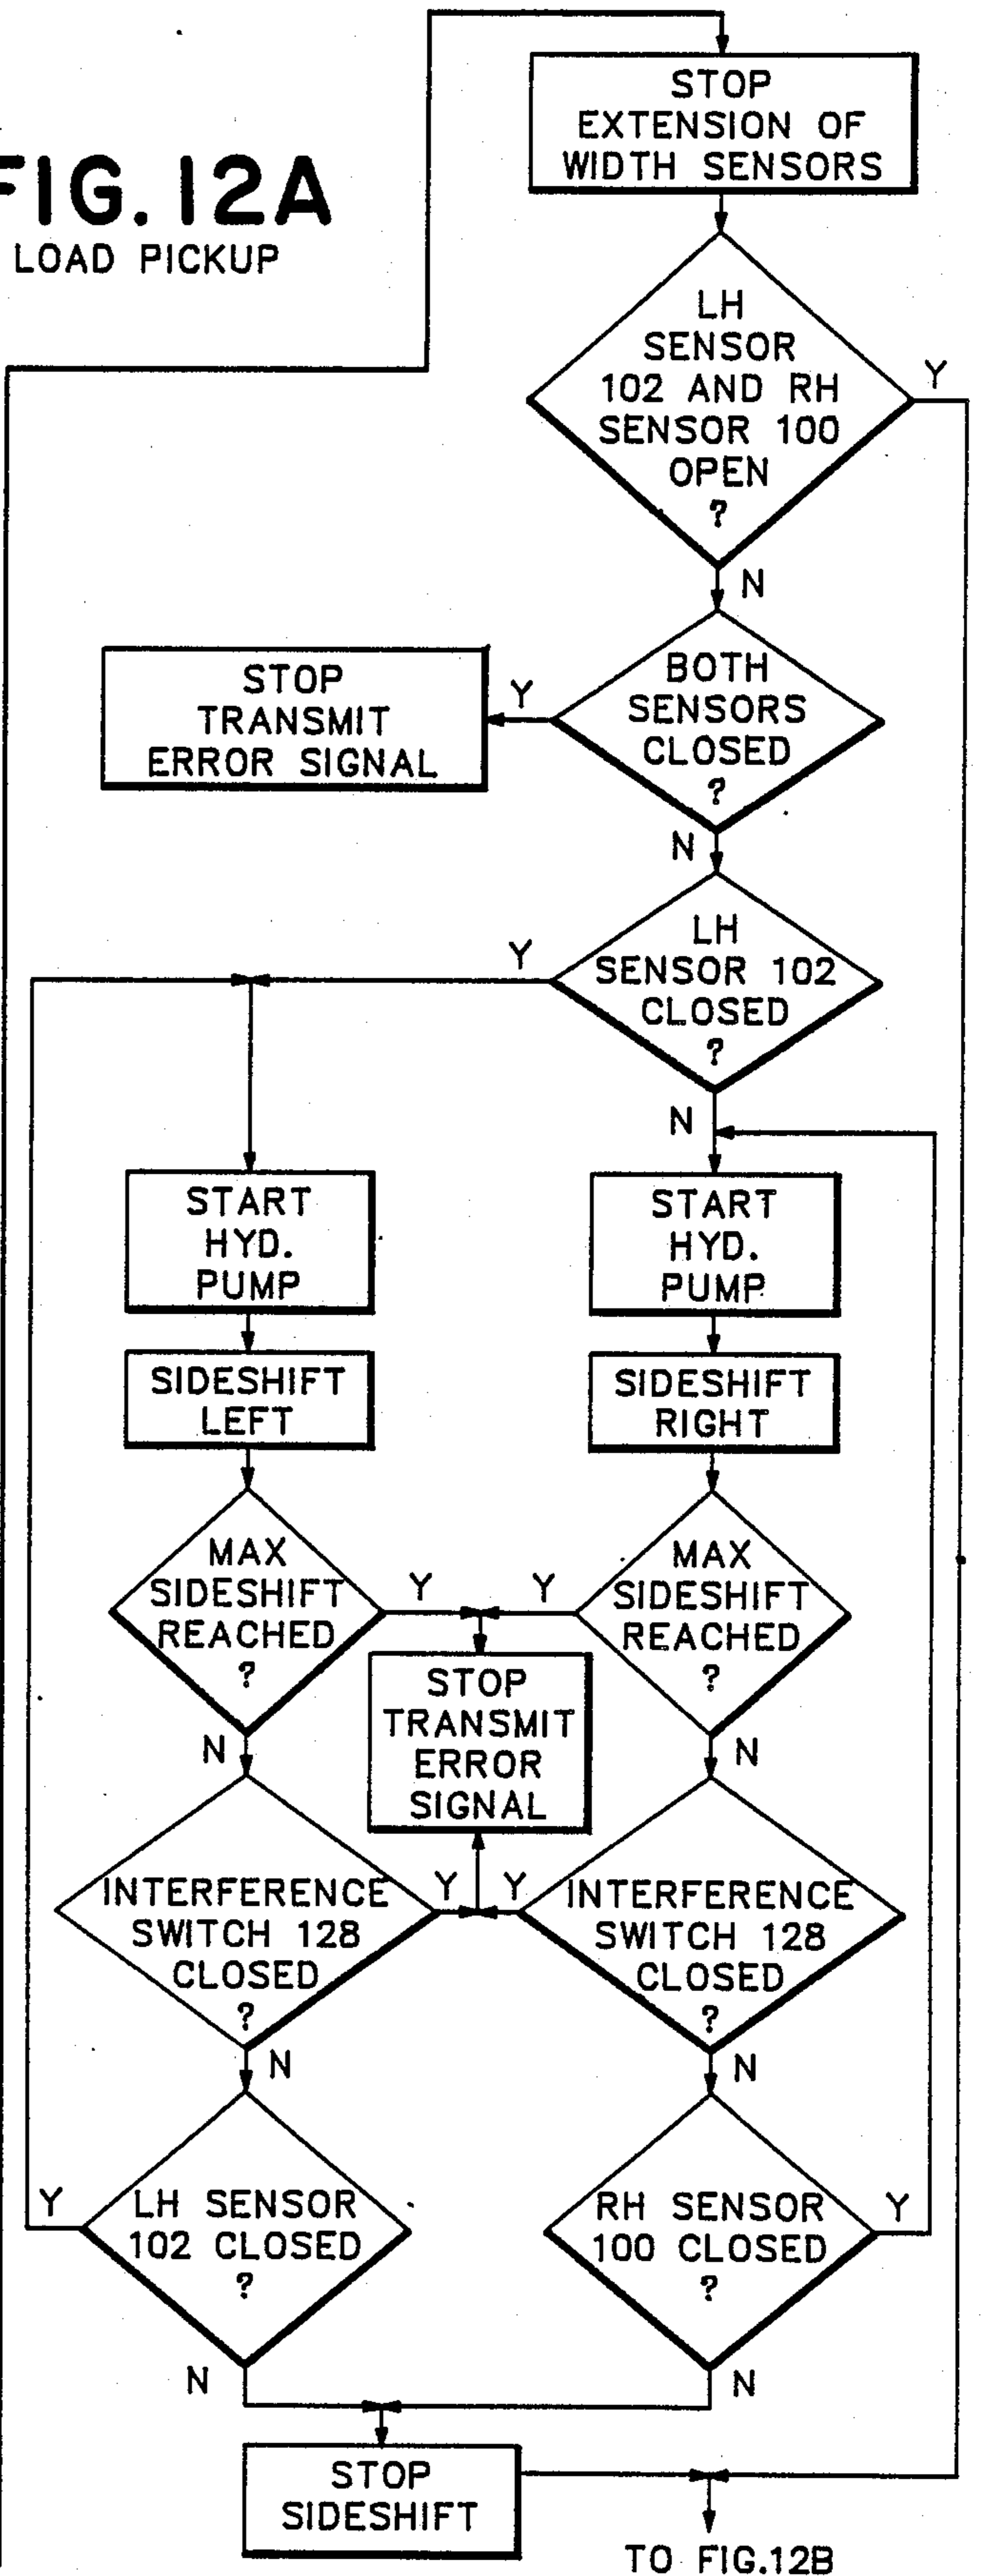 FIG. 12A
LOAD PICKUP
STOP
EXTENSION OF
WIDTH SENSORS
LH
SENSOR
102 AND RH
SENSOR 100
OPEN
?
Y
N
BOTH
SENSORS
CLOSED
?
Y
STOP
TRANSMIT
ERROR SIGNAL
N
LH
SENSOR 102
CLOSED
?
Y
N
START
HYD.
PUMP
SIDESHIFT
LEFT
START
HYD.
PUMP
SIDESHIFT
RIGHT
MAX
SIDESHIFT
REACHED
?
Y
Y
MAX
SIDESHIFT
REACHED
?
STOP
TRANSMIT
ERROR
SIGNAL
N
N
INTERFERENCE
SWITCH 128
CLOSED
?
Y
Y
INTERFERENCE
SWITCH 128
CLOSED
?
N
N
Y
LH SENSOR
102 CLOSED
?
RH SENSOR
100 CLOSED
?
Y
N
N
STOP
SIDESHIFT
TO FIG.12B